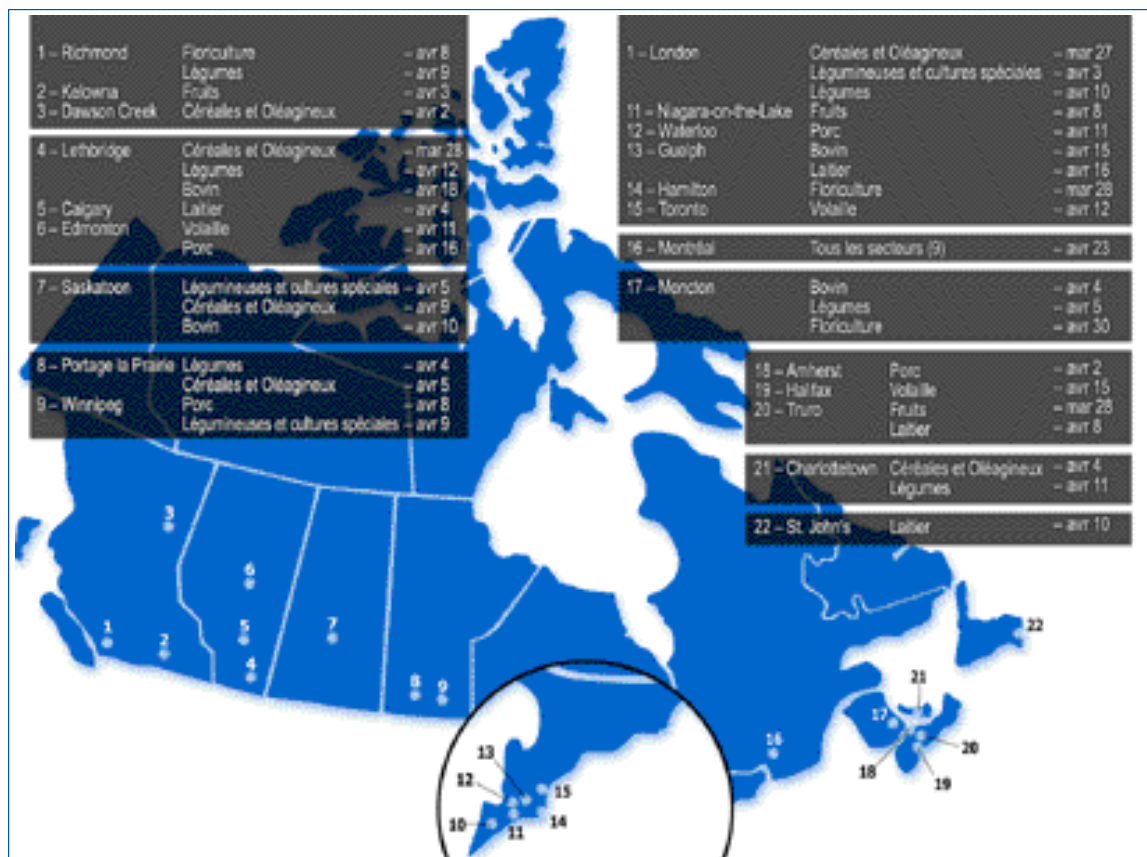 1 – Richmond Floriculture – avr 8
Légumes – avr 9
2 – Kelowna Fruits – avr 3
3 – Dawson Creek Céréales et Oléagineux – avr 2
4 – Lethbridge Céréales et Oléagineux – mar 28
Légumes – avr 12
Bovin – avr 18
5 – Calgary Laitier – avr 4
6 – Edmonton Volaille – avr 11
Porc – avr 16
7 – Saskatoon Légumineuses et cultures spéciales – avr 5
Céréales et Oléagineux – avr 9
Bovin – avr 10
8 – Portage la Prairie Légumes – avr 4
Céréales et Oléagineux – avr 5
9 – Winnipeg Porc – avr 8
Légumineuses et cultures spéciales – avr 9
1 – London Céréales et Oléagineux – mar 27
Légumineuses et cultures spéciales – avr 3
Légumes – avr 10
11 – Niagara-on-the-Lake Fruits – avr 8
12 – Waterloo Porc – avr 11
13 – Guelph Bovin – avr 15
Laitier – avr 16
14 – Hamilton Floriculture – mar 28
15 – Toronto Volaille – avr 12
16 – Montréal Tous les secteurs (9) – avr 23
17 – Moncton Bovin – avr 4
Légumes – avr 5
Floriculture – avr 30
18 – Amherst Porc – avr 2
19 – Halifax Volaille – avr 15
20 – Truro Fruits – mar 28
Laitier – avr 8
21 – Charlottetown Céréales et Oléagineux – avr 4
Légumes – avr 11
22 – St. John's Laitier – avr 10
3
6
1
2
5
4
7
8
9
22
21
17
16
20
18
19
13
12
15
10
11
14